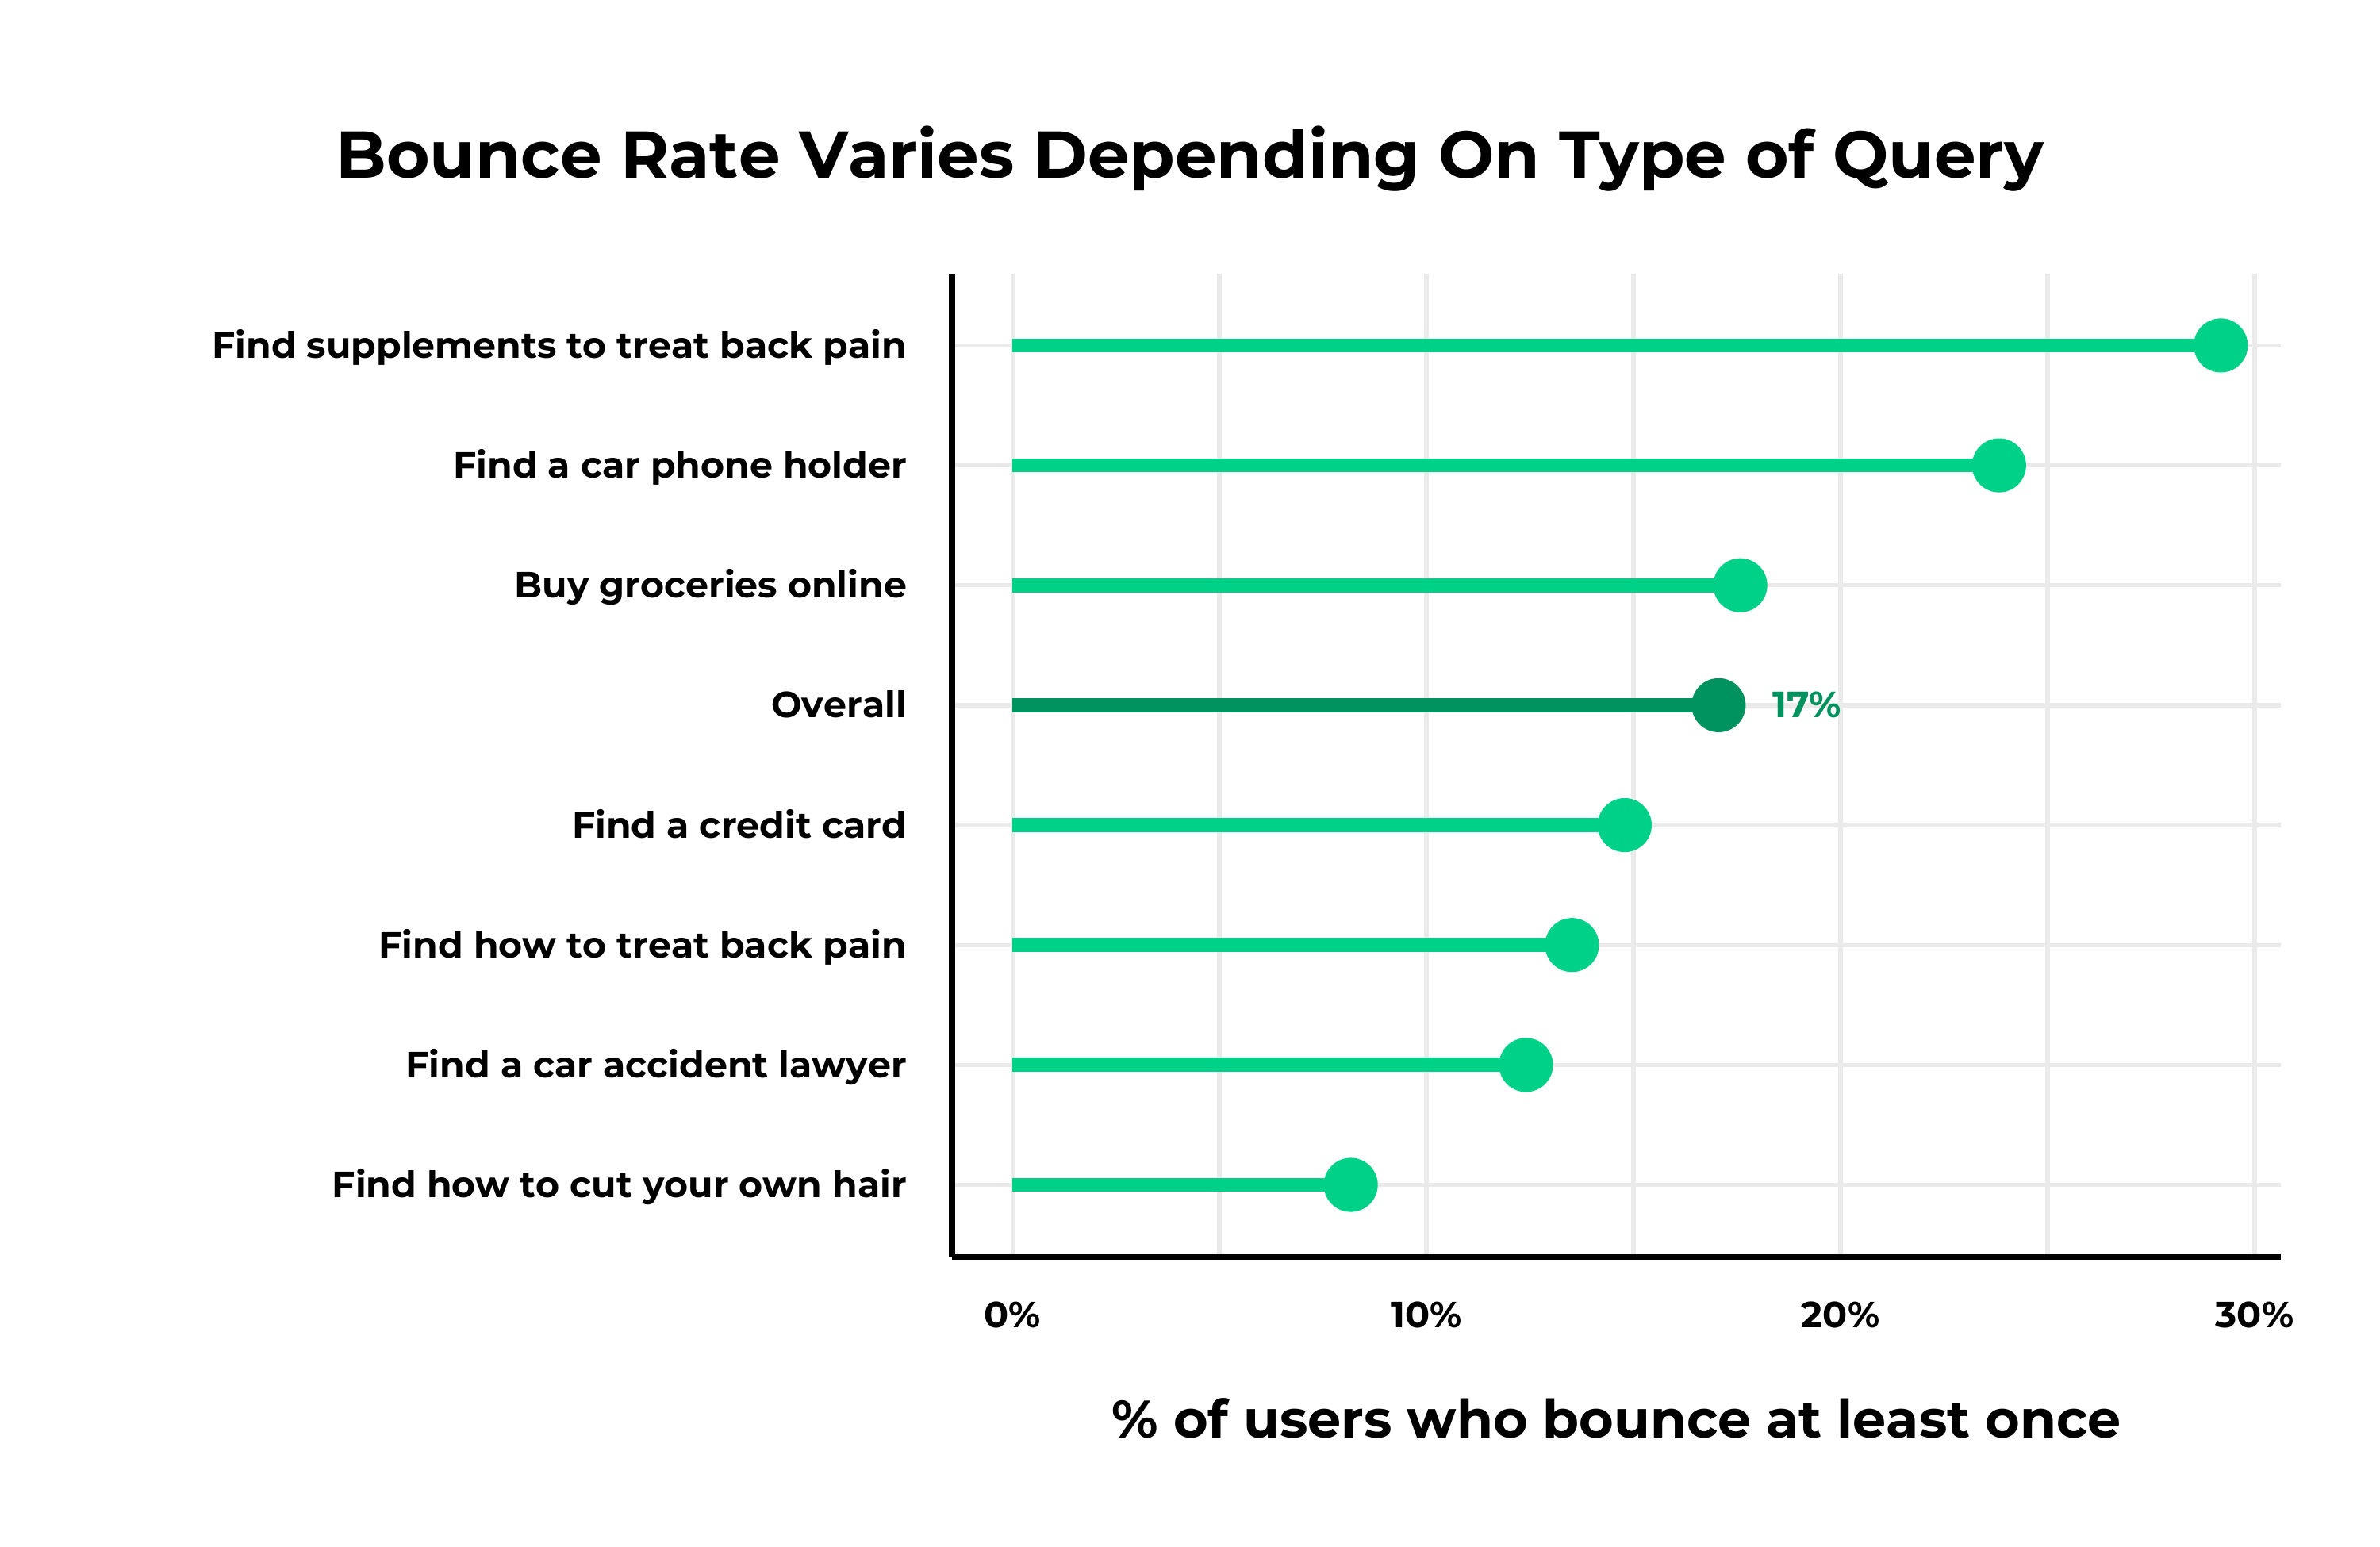 Bounce Rate Varies Depending On Type of Query
Find supplements to treat back pain
Find a car phone holder
Buy groceries online
Overall
17%
Find a credit card
Find how to treat back pain
Find a car accident lawyer
Find how to cut your own hair
0%
10%
20%
30%
% of users who bounce at least once